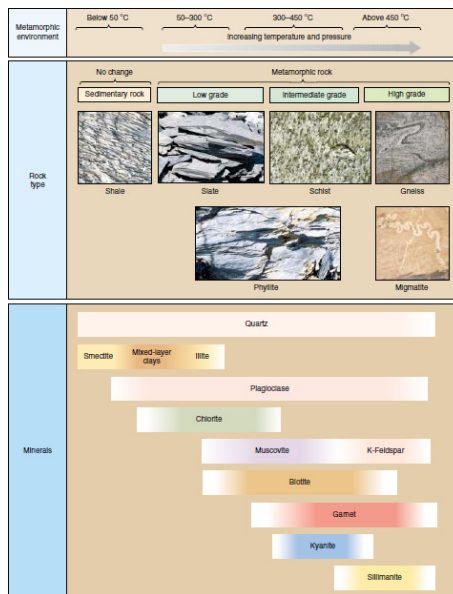 Metamorphic
environment
Below 50 °C
50–300 °C
300–450 °C
Above 450 °C
Increasing temperature and pressure
Rock
type
No change
Metamorphic rock
Sedimentary rock
Low grade
Intermediate grade
High grade
Shale
Slate
Schist
Gneiss
Phyllite
Migmatite
Minerals
Quartz
Smectite
Mixed-layer
clays
Illite
Plagioclase
Chlorite
Muscovite
K-Feldspar
Biotite
Garnet
Kyanite
Sillimanite